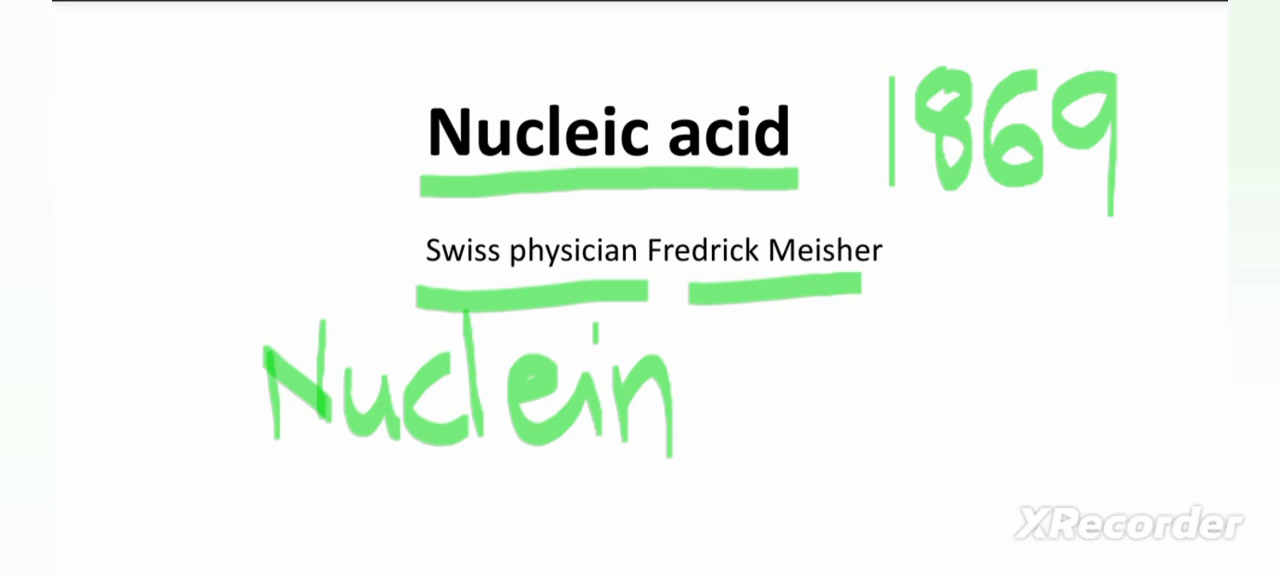 Nucleic acid 1869
Swiss physician Fredrick Meisher
Nuclein
XRecorder